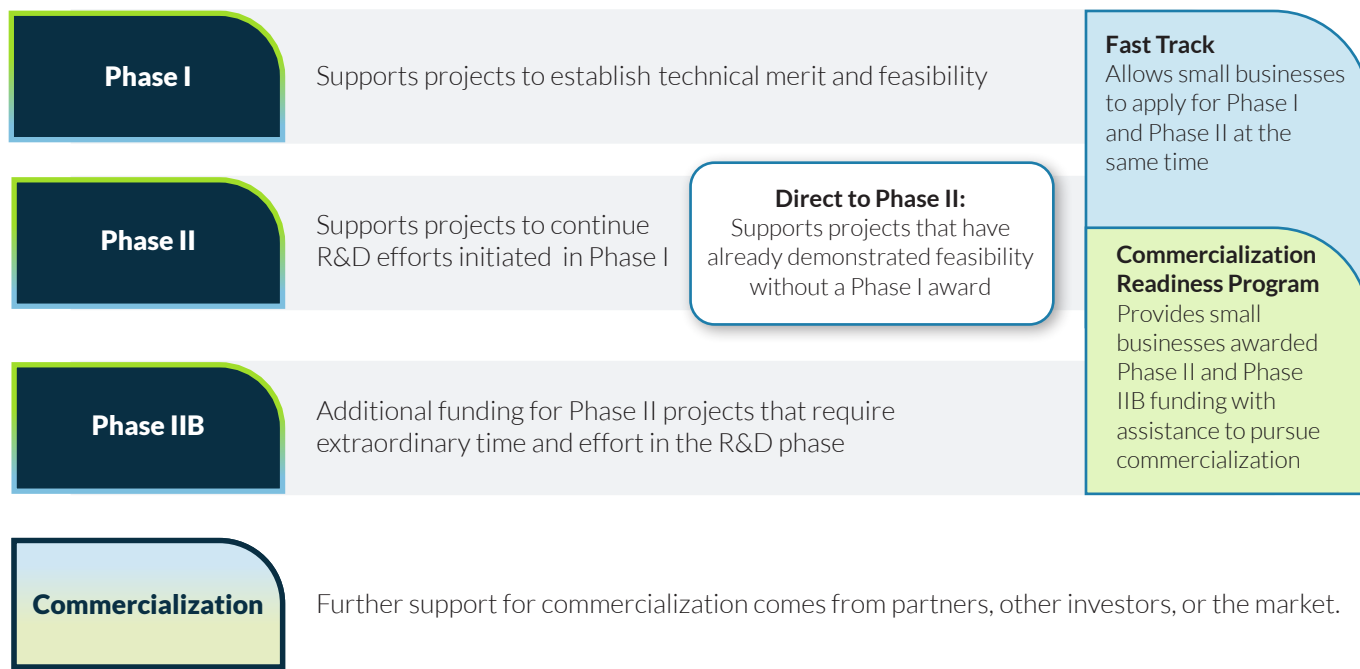 Phase I
Supports projects to establish technical merit and feasibility
Fast Track
Allows small businesses
to apply for Phase I
and Phase II at the
same time
Phase II
Supports projects to continue
R&D efforts initiated in Phase I
Direct to Phase II:
Supports projects that have
already demonstrated feasibility
without a Phase I award
Commercialization
Readiness Program
Provides small
businesses awarded
Phase II and Phase
IIB funding with
assistance to pursue
commercialization
Phase IIB
Additional funding for Phase II projects that require
extraordinary time and effort in the R&D phase
Commercialization
Further support for commercialization comes from partners, other investors, or the market.